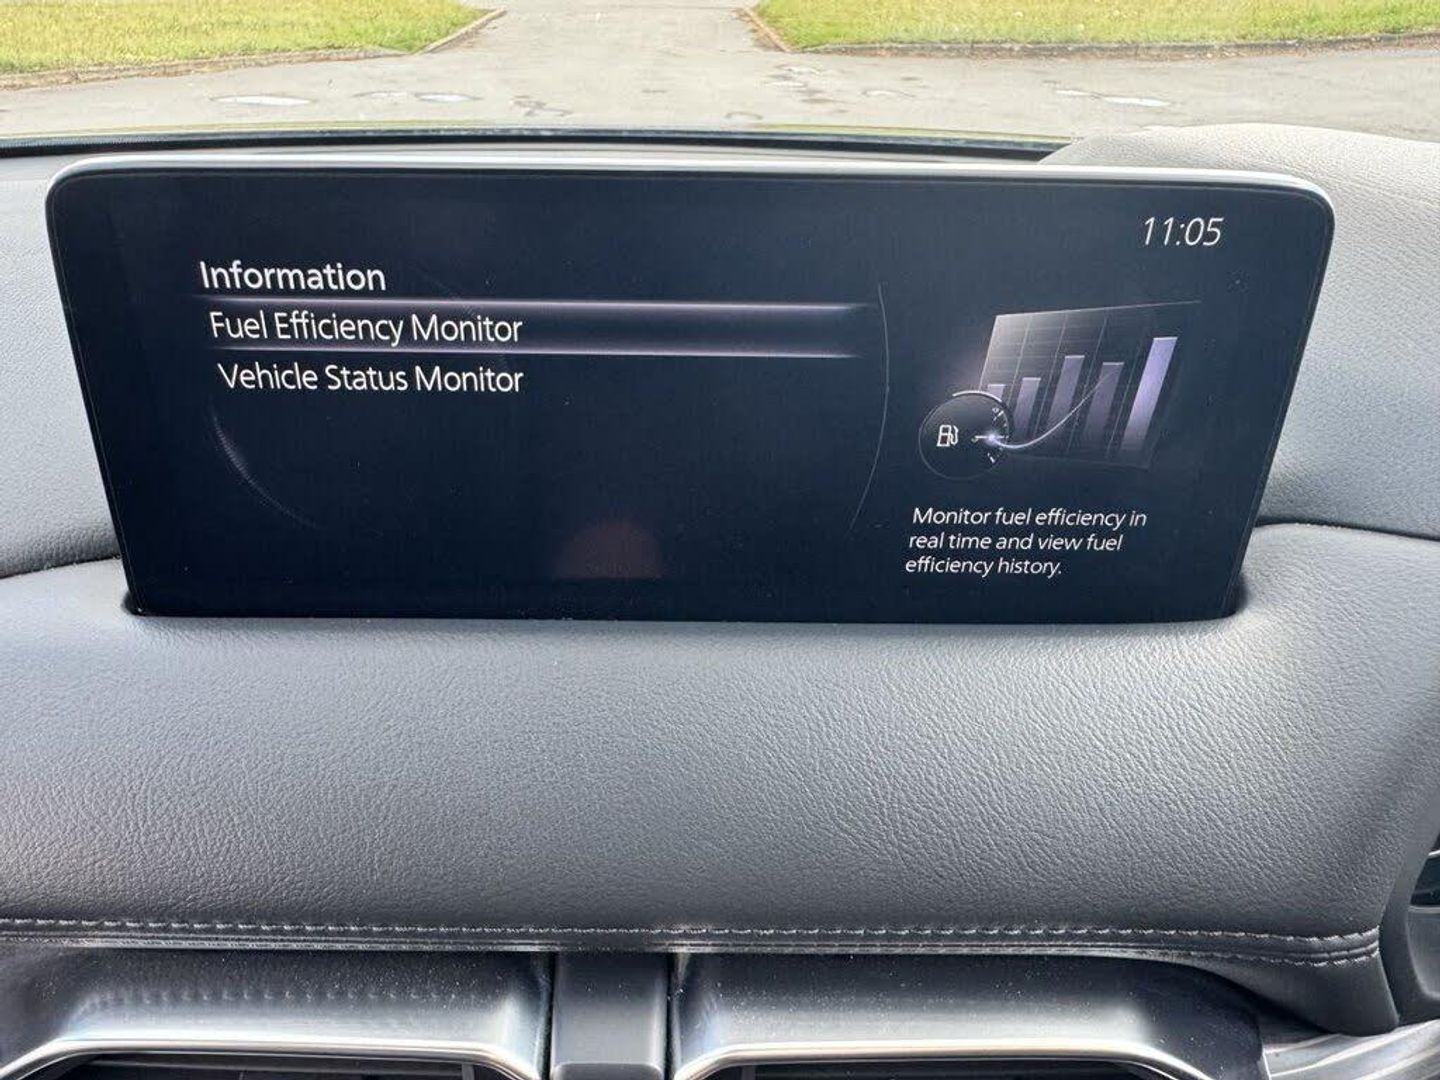 11:05
Information
Fuel Efficiency Monitor
Vehicle Status Monitor
Monitor fuel efficiency in
real time and view fuel
efficiency history.